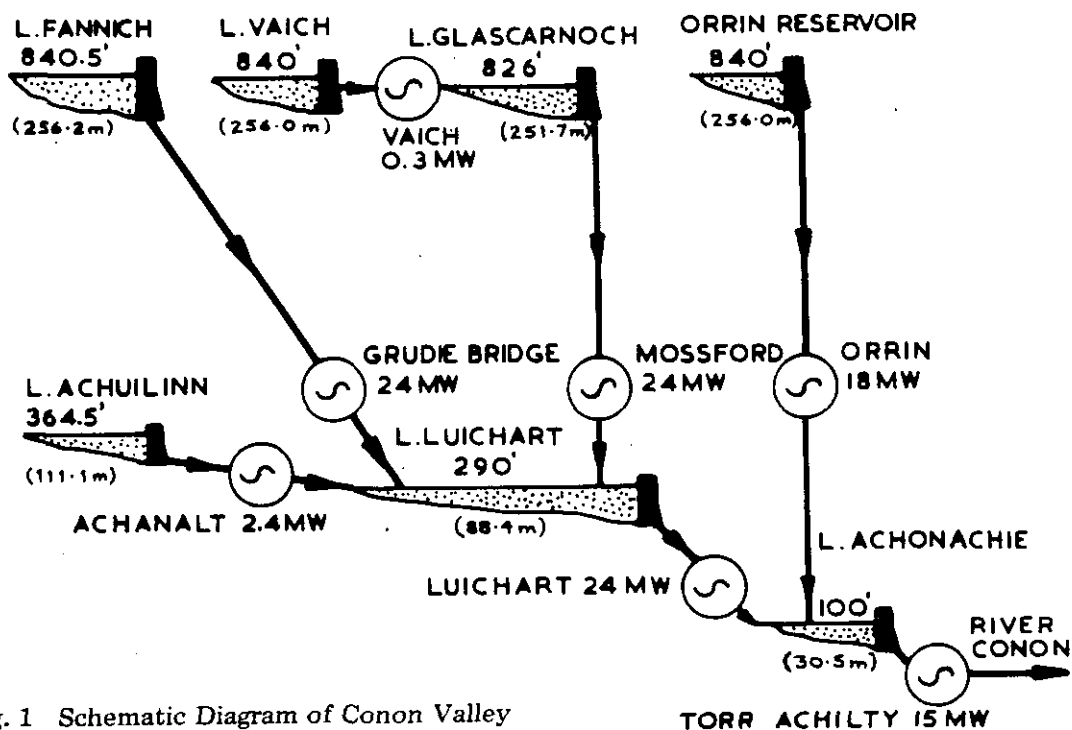 L. FANNICH
840.5'
(256.2m)
L. VAICH
840'
(256.0m)
VAICH
0.3 MW
L.GLASCARNOCH
826'
(251.7m)
ORRIN RESERVOIR
840'
(256.0m)
GRUDIE BRIDGE
24 MW
MOSSFORD
24MW
ORRIN
18 MW
L. ACHUILINN
364.5'
(111.1m)
ACHANALT 2.4MW
L. LUICHART
290'
(88.4m)
LUICHART 24 MW
L. ACHONACHIE
100'
(30.5m)
RIVER
CONON
TORR ACHILTY 15 MW
g. 1 Schematic Diagram of Conon Valley